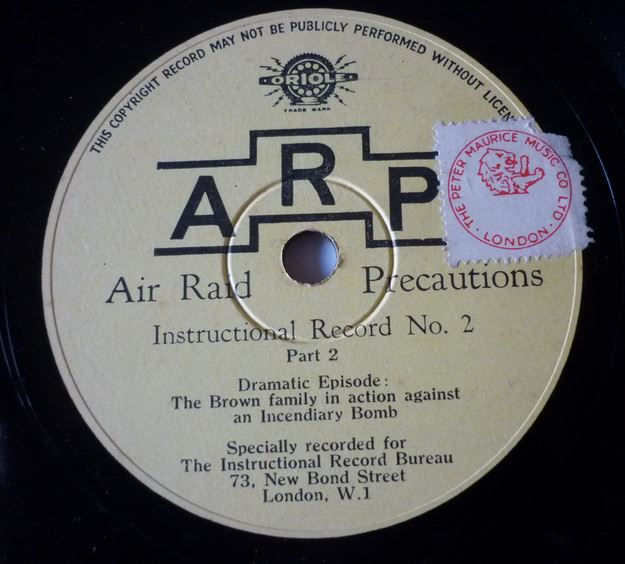 THIS COPYRIGHT RECORD MAY NOT BE PUBLICLY PERFORMED WITHOUT LICEN
ORIOLE
TRADE MARK
ARP
THE PETER MAURICE MUSIC CO LTD.
LONDON
Air Raid Precautions
Instructional Record No. 2
Part 2
Dramatic Episode:
The Brown family in action against
an Incendiary Bomb
Specially recorded for
The Instructional Record Bureau
73, New Bond Street
London, W.1